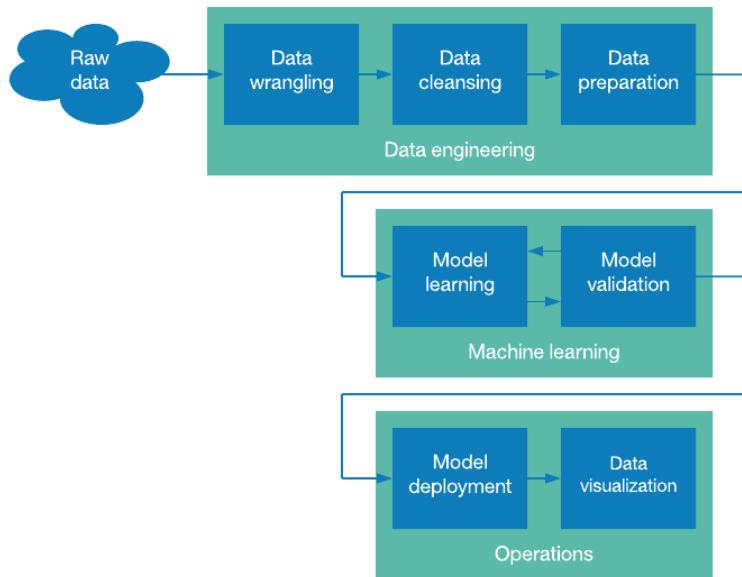 Raw
data
Data
wrangling
Data
cleansing
Data
preparation
Data engineering
Model
learning
Model
validation
Machine learning
Model
deployment
Data
visualization
Operations